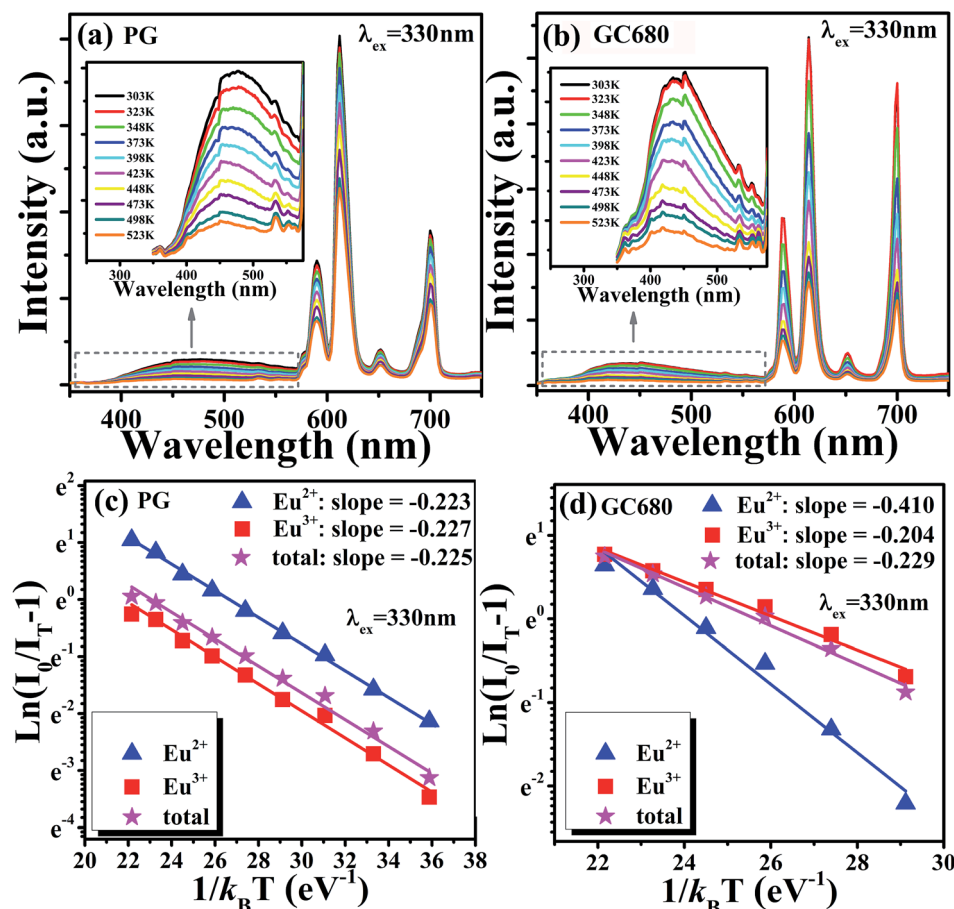 (a) PG
λex=330nm
303K
323K
348K
373K
398K
423K
448K
473K
498K
523K
300 400 500
Wavelength (nm)
Intensity (a.u.)
400 500 600 700
Wavelength (nm)
(b) GC680
λex=330nm
303K
323K
348K
373K
398K
423K
448K
473K
498K
523K
300 400 500
Wavelength (nm)
Intensity (a.u.)
400 500 600 700
Wavelength (nm)
(c) PG
Eu²⁺: slope = -0.223
Eu³⁺: slope = -0.227
total: slope = -0.225
λex=330nm
Eu²⁺
Eu³⁺
total
e²
e¹
e⁰
e⁻¹
e⁻²
e⁻³
e⁻⁴
Ln(I₀/I_T-1)
20 22 24 26 28 30 32 34 36 38
1/k_BT (eV⁻¹)
(d) GC680
Eu²⁺: slope = -0.410
Eu³⁺: slope = -0.204
total: slope = -0.229
λex=330nm
Eu²⁺
Eu³⁺
total
e¹
e⁰
e⁻¹
e⁻²
Ln(I₀/I_T-1)
22 24 26 28 30
1/k_BT (eV⁻¹)